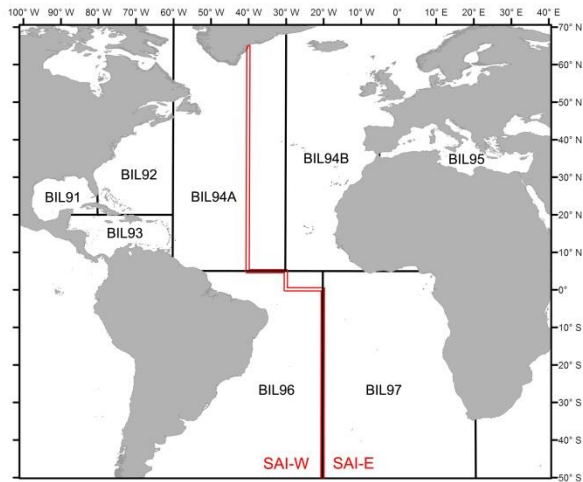 100° W 90° W 80° W 70° W 60° W 50° W 40° W 30° W 20° W 10° W 0° 10° E 20° E 30° E 40° E
70° N
60° N
50° N
40° N
BIL92 BIL94B BIL95
30° N
BIL91 BIL94A
20° N
BIL93
10° N
0°
10° S
20° S
BIL96 BIL97
30° S
40° S
SAI-W SAI-E
50° S